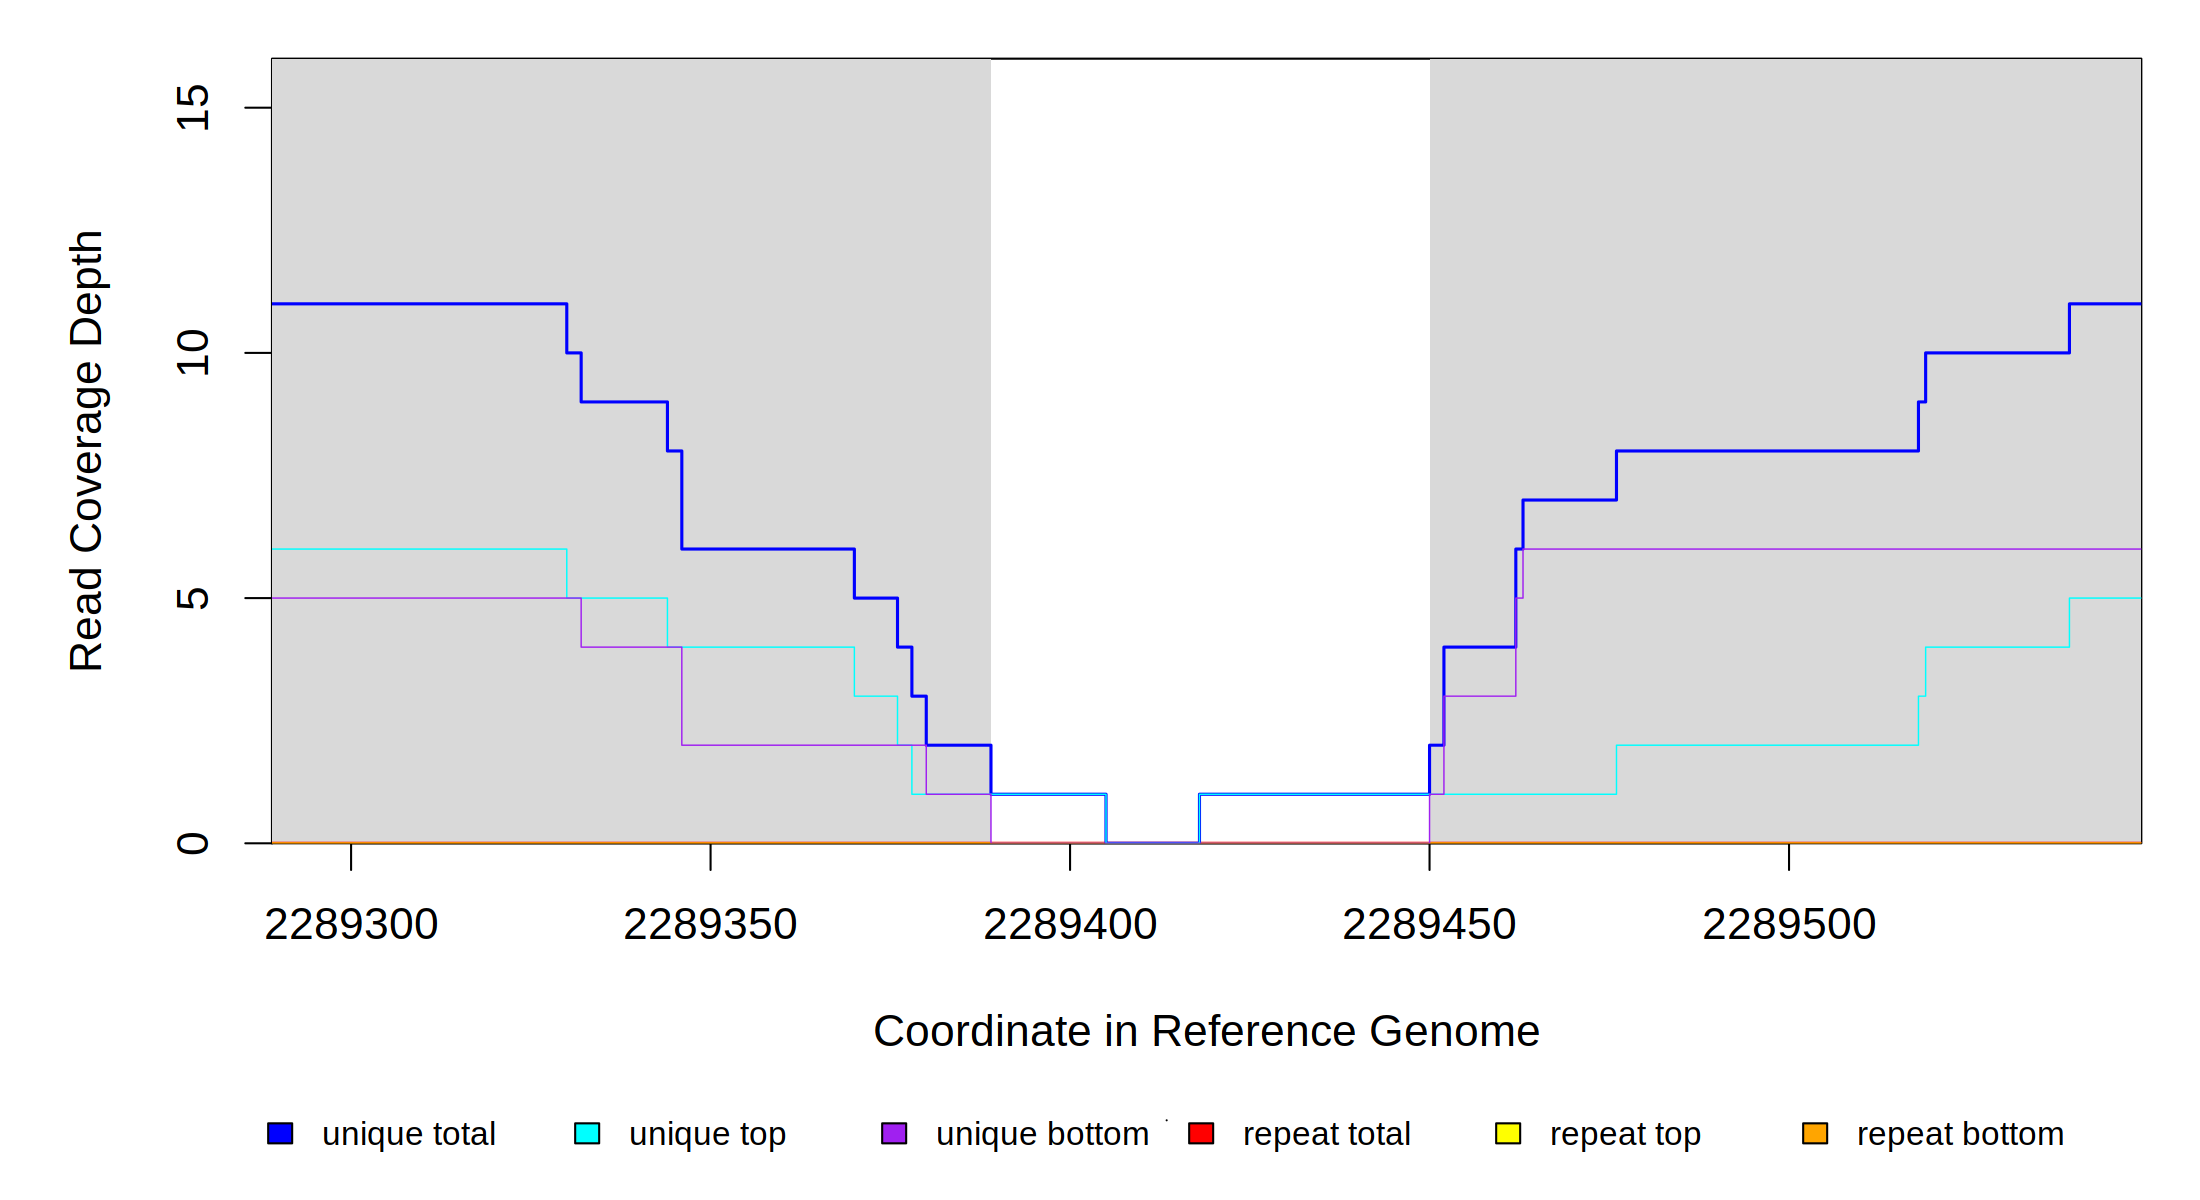 15
10
5
0
Read Coverage Depth
2289300 2289350 2289400 2289450 2289500
Coordinate in Reference Genome
unique total unique top unique bottom repeat total repeat top repeat bottom